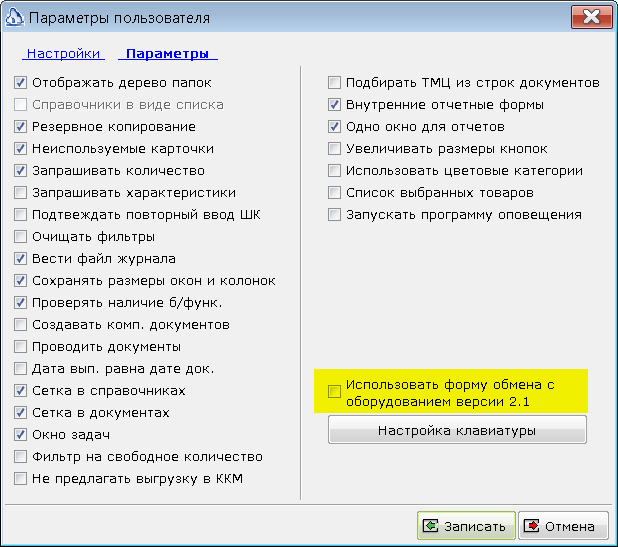 Параметры пользователя
Настройки Параметры
Отображать дерево папок
Справочники в виде списка
Резервное копирование
Неиспользуемые карточки
Запрашивать количество
Запрашивать характеристики
Подтвеждать повторный ввод ШК
Очищать фильтры
Вести файл журнала
Сохранять размеры окон и колонок
Проверять наличие б/функ.
Создавать комп. документов
Проводить документы
Дата вып. равна дате док.
Сетка в справочниках
Сетка в документах
Окно задач
Фильтр на свободное количество
Не предлагать выгрузку в ККМ
Подбирать ТМЦ из строк документов
Внутренние отчетные формы
Одно окно для отчетов
Увеличивать размеры кнопок
Использовать цветовые категории
Список выбранных товаров
Запускать программу оповещения
Использовать форму обмена с
оборудованием версии 2.1
Настройка клавиатуры
Записать Отмена